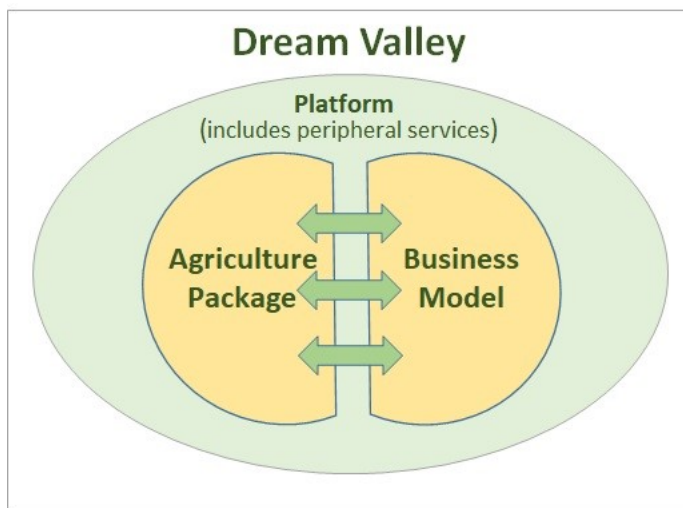 Dream Valley
Platform
(includes peripheral services)
Agriculture
Package
Business
Model